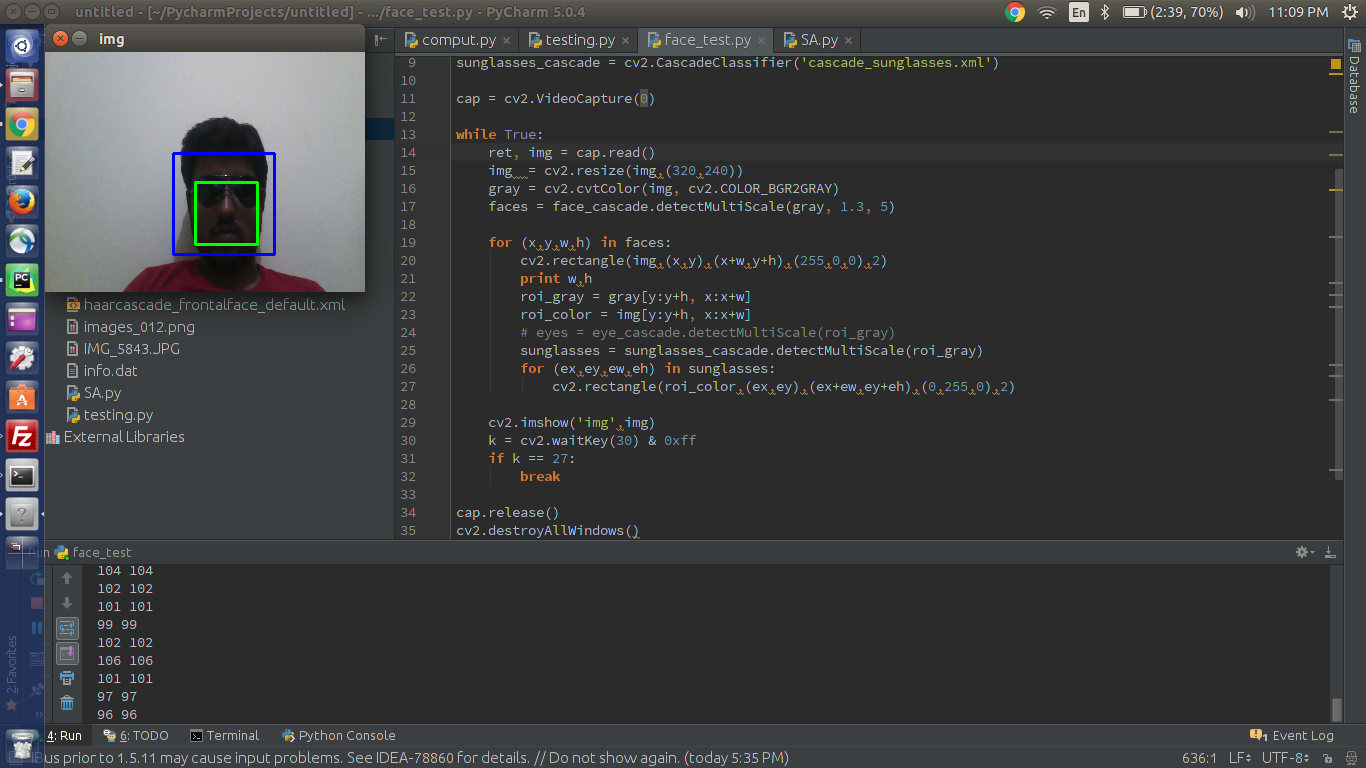 untitled - [~/PycharmProjects/untitled] - .../face_test.py - PyCharm 5.0.4
En
(2:39, 70%)
11:09 PM
img
comput.py
testing.py
face_test.py
SA.py
9 sunglasses_cascade = cv2.CascadeClassifier('cascade_sunglasses.xml')
10
11 cap = cv2.VideoCapture(0)
12
13 while True:
14 ret, img = cap.read()
15 img = cv2.resize(img,(320,240))
16 gray = cv2.cvtColor(img, cv2.COLOR_BGR2GRAY)
17 faces = face_cascade.detectMultiScale(gray, 1.3, 5)
18
19 for (x,y,w,h) in faces:
20 cv2.rectangle(img,(x,y),(x+w,y+h),(255,0,0),2)
21 print w,h
22 roi_gray = gray[y:y+h, x:x+w]
23 roi_color = img[y:y+h, x:x+w]
24 # eyes = eye_cascade.detectMultiScale(roi_gray)
25 sunglasses = sunglasses_cascade.detectMultiScale(roi_gray)
26 for (ex,ey,ew,eh) in sunglasses:
27 cv2.rectangle(roi_color,(ex,ey),(ex+ew,ey+eh),(0,255,0),2)
28
29 cv2.imshow('img',img)
30 k = cv2.waitKey(30) & 0xff
31 if k == 27:
32 break
33
34 cap.release()
35 cv2.destroyAllWindows()
Database
haarcascade_frontalface_default.xml
images_012.png
IMG_5843.JPG
info.dat
SA.py
testing.py
External Libraries
PC
Fz
face_test
104 104
102 102
101 101
99 99
102 102
106 106
101 101
97 97
96 96
2: Favorites
4: Run
6: TODO
Terminal
Python Console
1 Event Log
Bus prior to 1.5.11 may cause input problems. See IDEA-78860 for details. // Do not show again. (today 5:35 PM)
636:1
LF
UTF-8